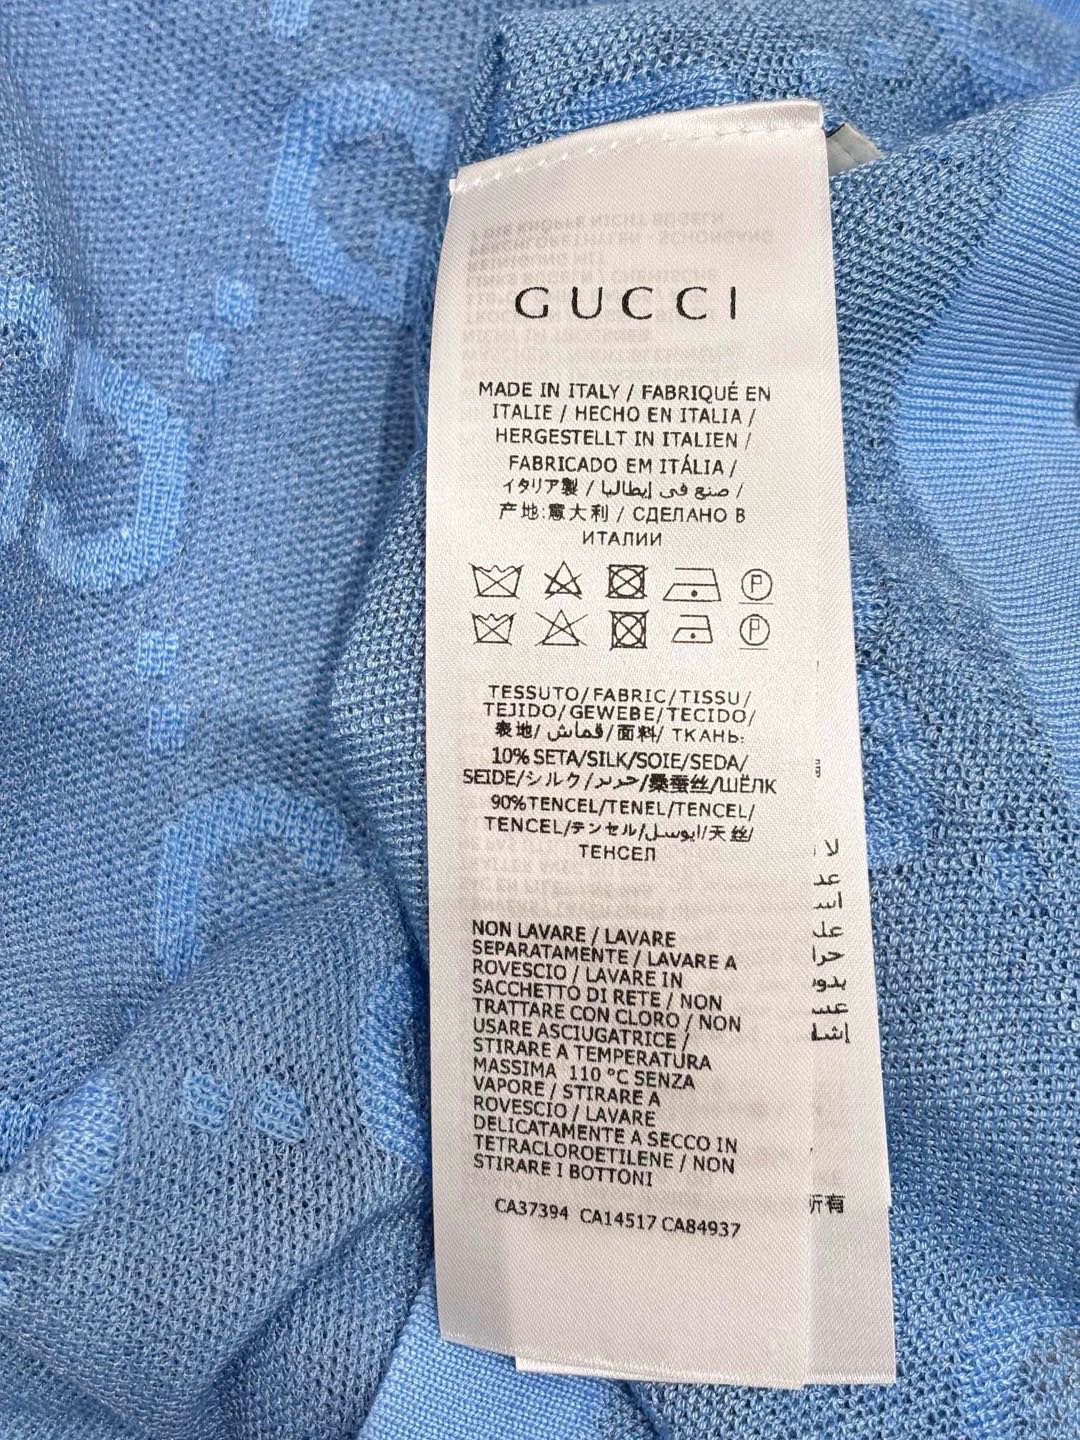 GUCCI
MADE IN ITALY / FABRIQUÉ EN
ITALIE / HECHO EN ITALIA /
HERGESTELLT IN ITALIEN /
FABRICADO EM ITÁLIA /
イタリア製 / صنع في إيطاليا /
产地:意大利 / СДЕЛАНО В
ИТАЛИИ
P
P
TESSUTO/FABRIC/TISSU/
TEJIDO/GEWEBE/TECIDO/
表地/ قماش/面料/ ТКАНЬ:
10% SETA/SILK/SOIE/SEDA/
SEIDE/シルク/حرير/桑蚕丝/ШЁЛК
90%TENCEL/TENEL/TENCEL/
TENCEL/テンセル/ايوسل/天丝/
ТЕНСЕЛ
NON LAVARE / LAVARE
SEPARATAMENTE / LAVARE A
ROVESCIO / LAVARE IN
SACCHETTO DI RETE / NON
TRATTARE CON CLORO / NON
USARE ASCIUGATRICE /
STIRARE A TEMPERATURA
MASSIMA 110 °C SENZA
VAPORE / STIRARE A
ROVESCIO / LAVARE
DELICATAMENTE A SECCO IN
TETRACLOROETILENE / NON
STIRARE I BOTTONI
CA37394 CA14517 CA84937
所有